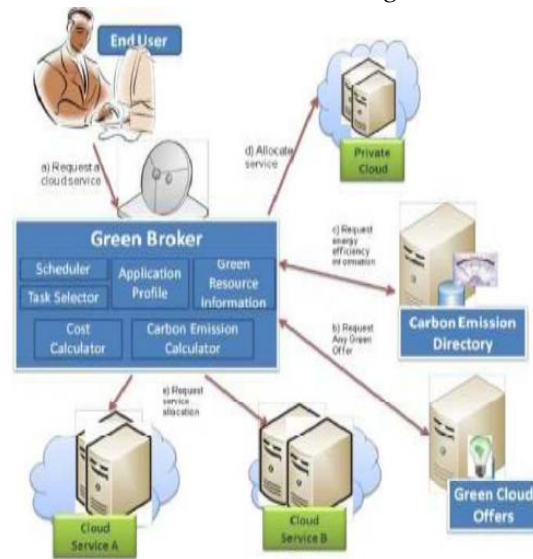 End User
a) Request a
cloud service
d) Allocate
service
Private
Cloud
Green Broker
Scheduler
Task Selector
Application
Profile
Green
Resource
Information
Cost
Calculator
Carbon Emission
Calculator
c) Request
energy
efficiency
information
Carbon Emission
Directory
b) Request
Any Green
Offer
e) Request
service
allocation
Cloud
Service A
Cloud
Service B
Green Cloud
Offers